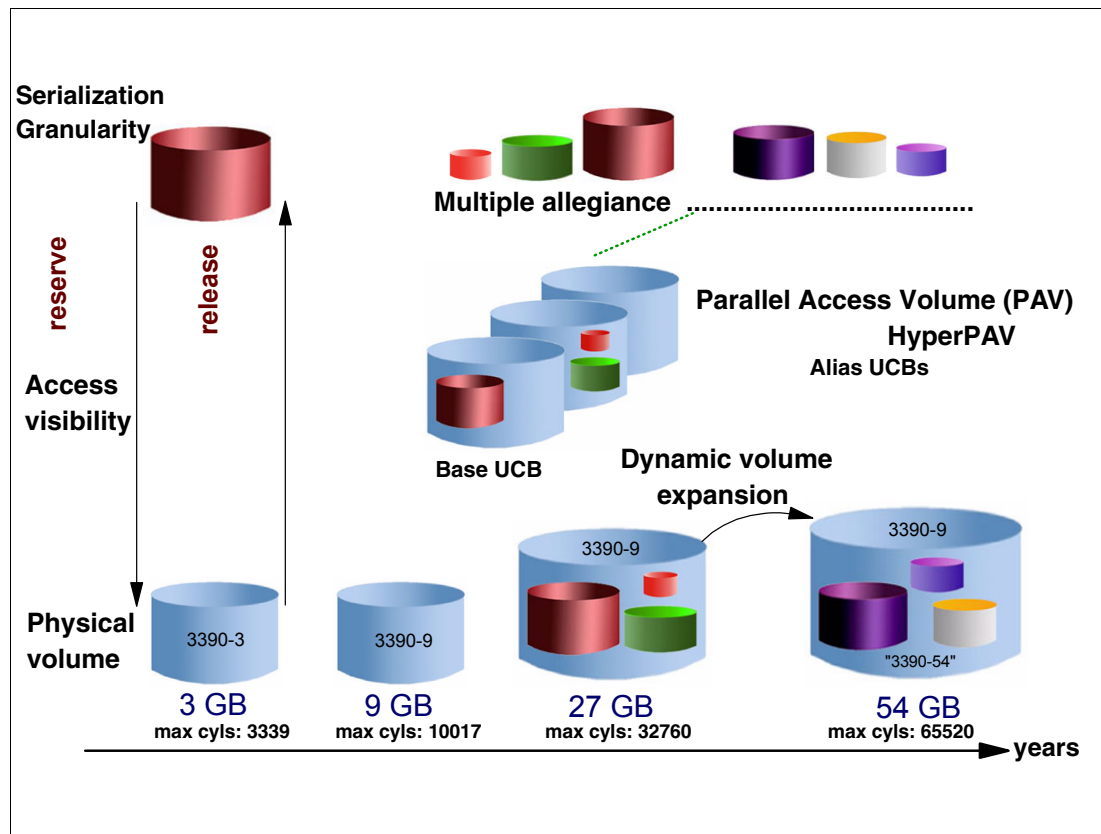 Serialization
Granularity
Multiple allegiance
reserve
release
Parallel Access Volume (PAV)
HyperPAV
Alias UCBs
Access
visibility
Base UCB
Dynamic volume
expansion
3390-9
3390-9
Physical
volume
3390-3
3390-9
"3390-54"
3 GB
9 GB
27 GB
54 GB
max cyls: 3339
max cyls: 10017
max cyls: 32760
max cyls: 65520
years